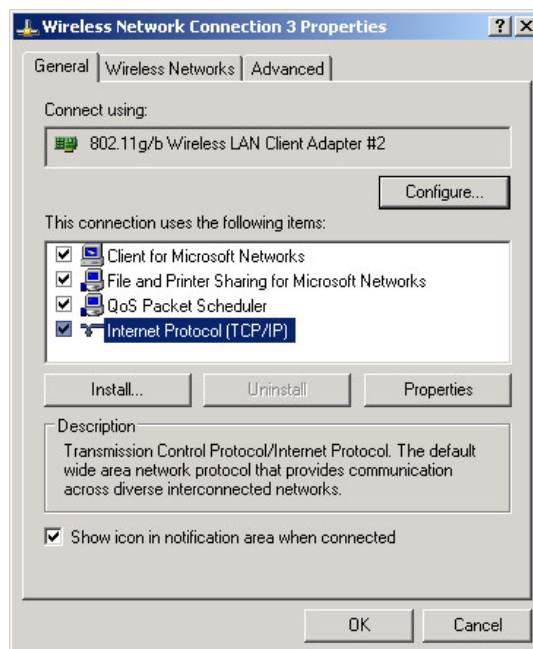 Wireless Network Connection 3 Properties
General
Wireless Networks
Advanced
Connect using:
802.11g/b Wireless LAN Client Adapter #2
Configure...
This connection uses the following items:
Client for Microsoft Networks
File and Printer Sharing for Microsoft Networks
QoS Packet Scheduler
Internet Protocol (TCP/IP)
Install...
Uninstall
Properties
Description
Transmission Control Protocol/Internet Protocol. The default
wide area network protocol that provides communication
across diverse interconnected networks.
Show icon in notification area when connected
OK
Cancel